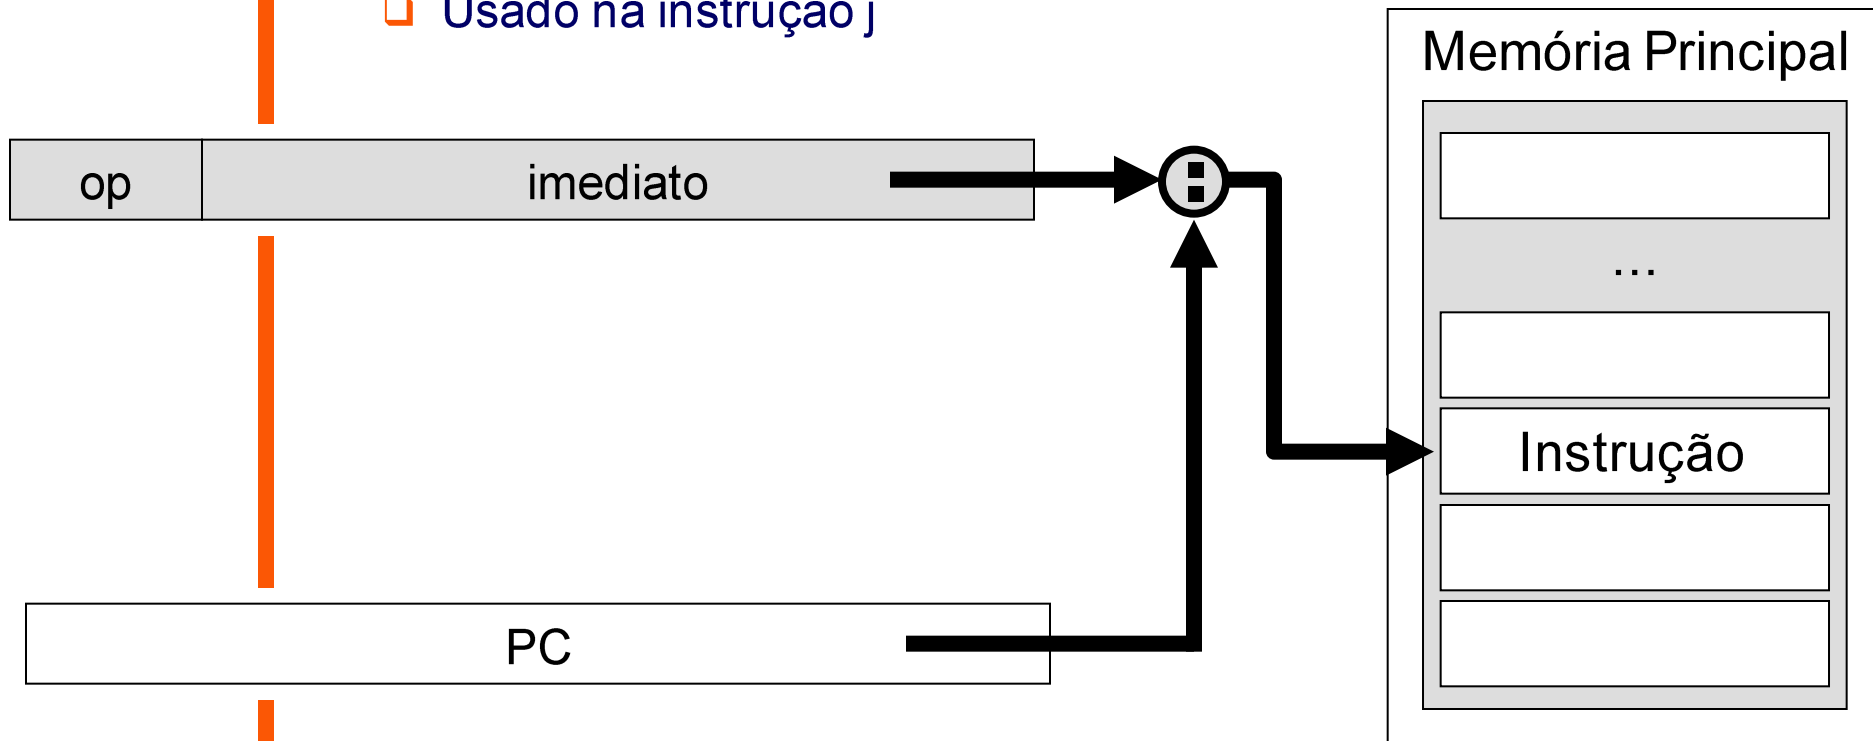 Usado na instrução j
Memória Principal
op
imediato
...
Instrução
PC